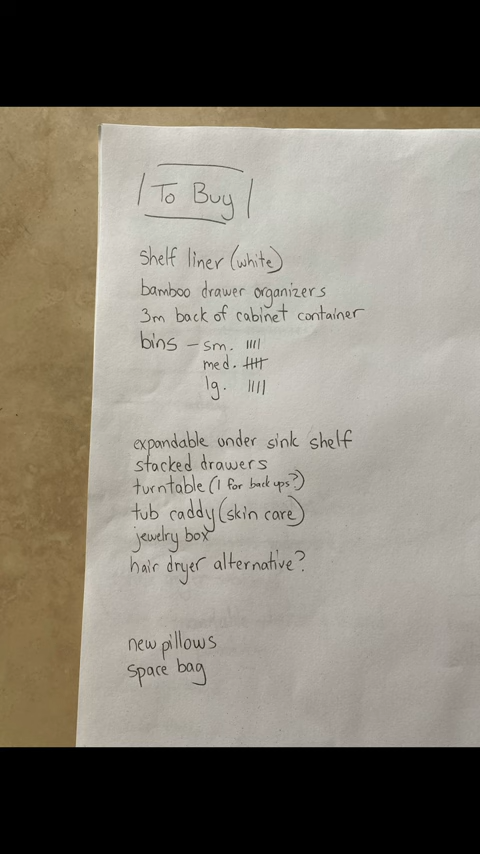 To Buy
shelf liner (white)
bamboo drawer organizers
3m back of cabinet container
bins - sm. ||||
med. 卌
lg. ||||
expandable under sink shelf
stacked drawers
turntable (1 for back ups?)
tub caddy (skin care)
jewelry box
hair dryer alternative?
new pillows
space bag